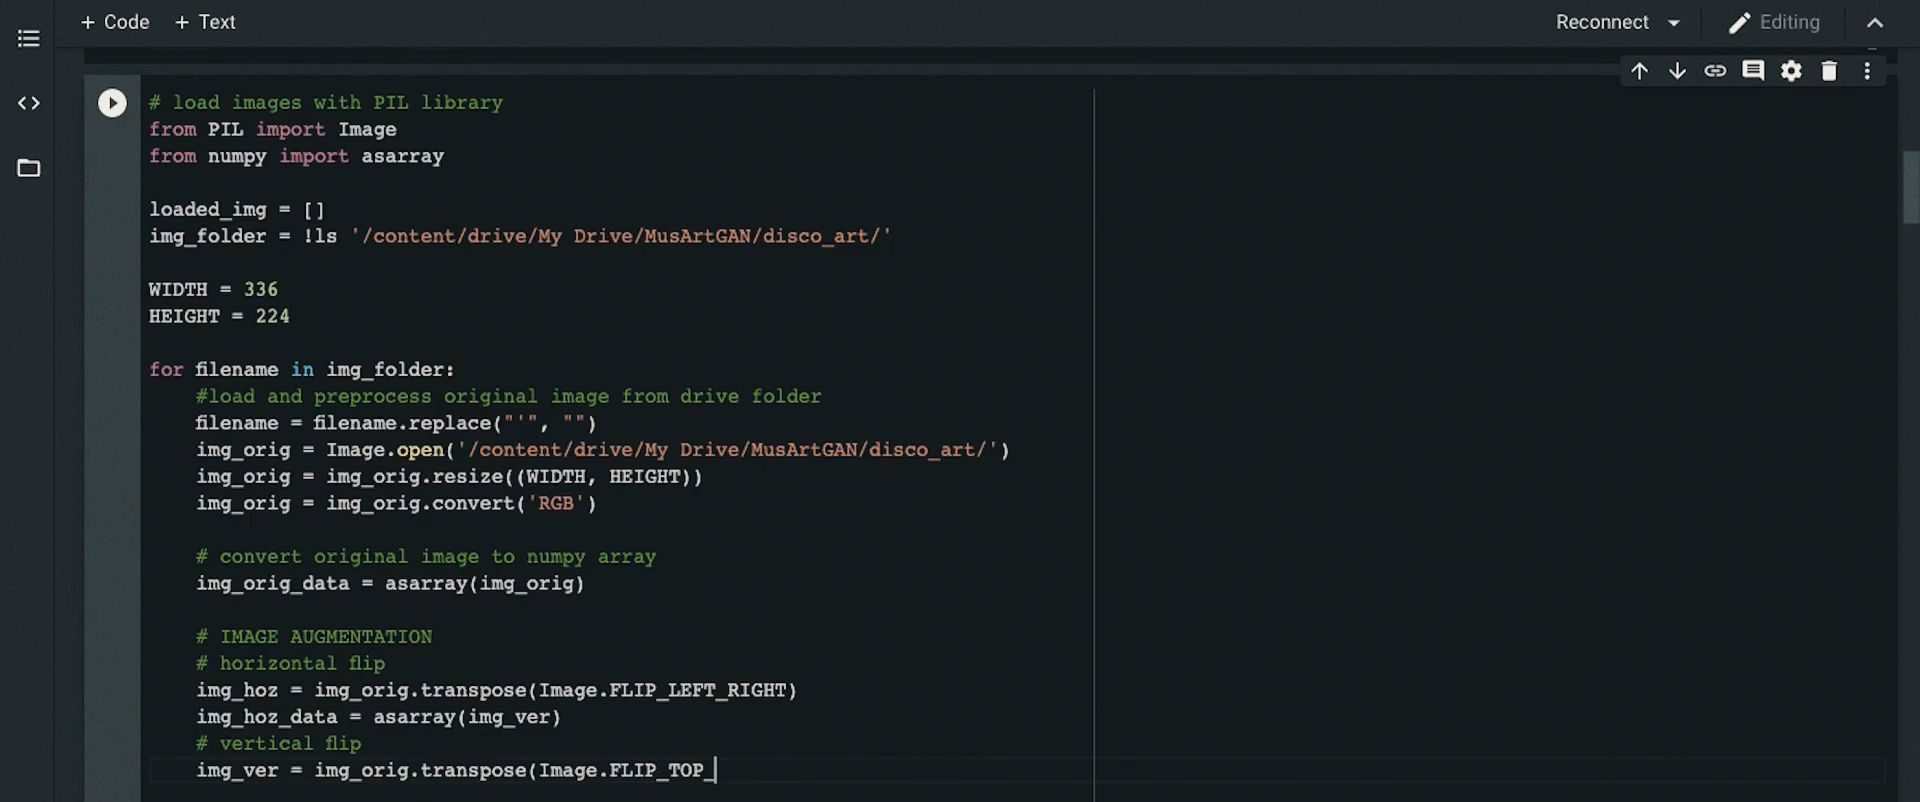 + Code + Text
Reconnect
Editing
# load images with PIL library
from PIL import Image
from numpy import asarray
loaded_img = []
img_folder = !ls '/content/drive/My Drive/MusArtGAN/disco_art/'
WIDTH = 336
HEIGHT = 224
for filename in img_folder:
    #load and preprocess original image from drive folder
    filename = filename.replace("'", "")
    img_orig = Image.open('/content/drive/My Drive/MusArtGAN/disco_art/')
    img_orig = img_orig.resize((WIDTH, HEIGHT))
    img_orig = img_orig.convert('RGB')
    # convert original image to numpy array
    img_orig_data = asarray(img_orig)
    # IMAGE AUGMENTATION
    # horizontal flip
    img_hoz = img_orig.transpose(Image.FLIP_LEFT_RIGHT)
    img_hoz_data = asarray(img_ver)
    # vertical flip
    img_ver = img_orig.transpose(Image.FLIP_TOP_